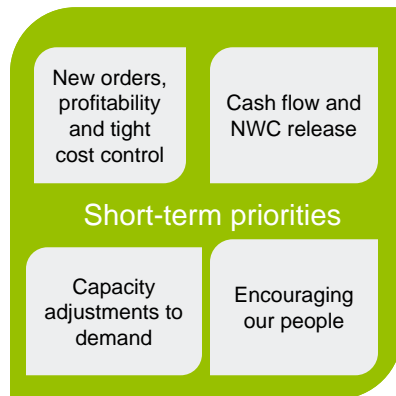 New orders,
profitability
and tight
cost control
Cash flow and
NWC release
Short-term priorities
Capacity
adjustments to
demand
Encouraging
our people